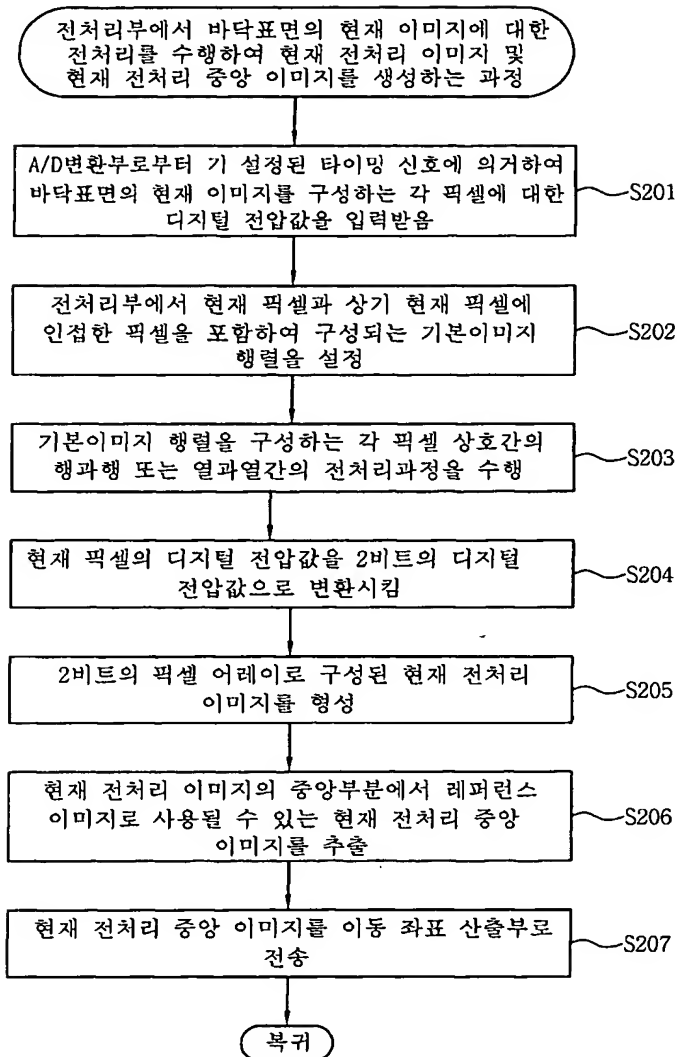 전처리부에서 바닥표면의 현재 이미지에 대한
전처리를 수행하여 현재 전처리 이미지 및
현재 전처리 중앙 이미지를 생성하는 과정
A/D변환부로부터 기 설정된 타이밍 신호에 의거하여
바닥표면의 현재 이미지를 구성하는 각 픽셀에 대한
디지털 전압값을 입력받음
S201
전처리부에서 현재 픽셀과 상기 현재 픽셀에
인접한 픽셀을 포함하여 구성되는 기본이미지
행렬을 설정
S202
기본이미지 행렬을 구성하는 각 픽셀 상호간의
행과행 또는 열과열간의 전처리과정을 수행
S203
현재 픽셀의 디지털 전압값을 2비트의 디지털
전압값으로 변환시킴
S204
2비트의 픽셀 어레이로 구성된 현재 전처리
이미지를 형성
S205
현재 전처리 이미지의 중앙부분에서 레퍼런스
이미지로 사용될 수 있는 현재 전처리 중앙
이미지를 추출
S206
현재 전처리 중앙 이미지를 이동 좌표 산출부로
전송
S207
복귀